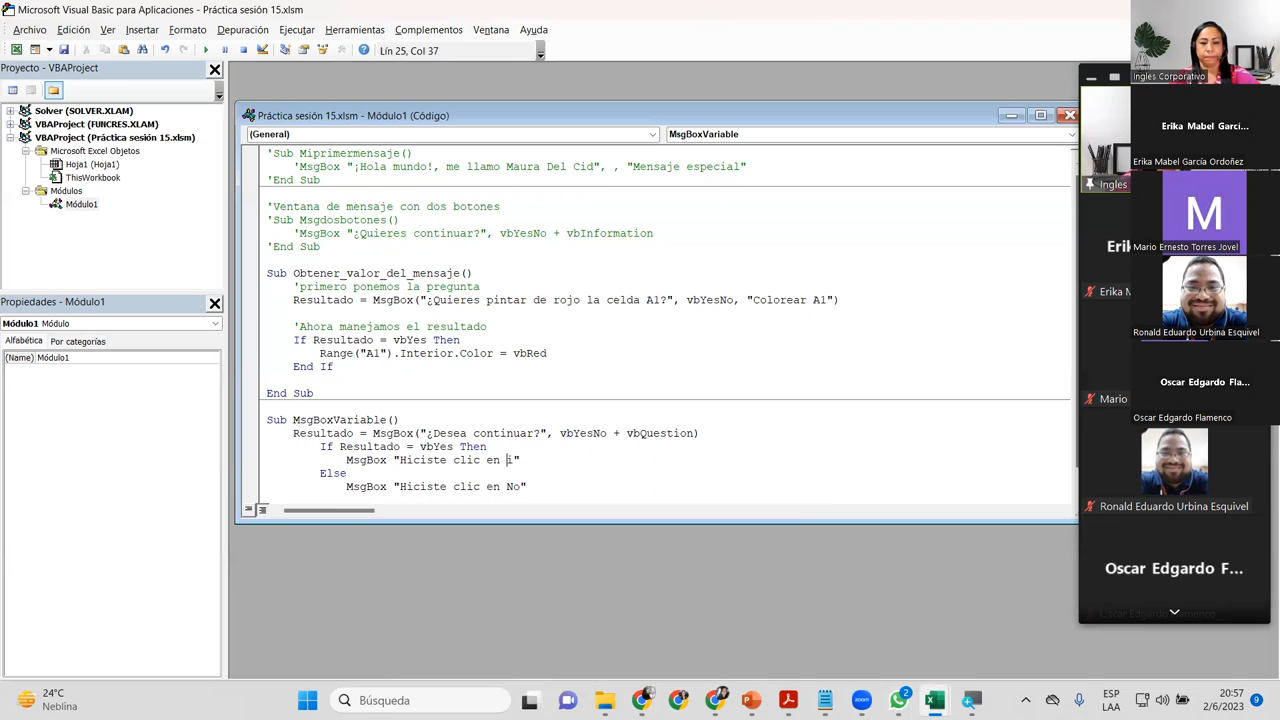 Microsoft Visual Basic para Aplicaciones - Práctica sesión 15.xlsm
Archivo Edición Ver Insertar Formato Depuración Ejecutar Herramientas Complementos Ventana Ayuda
Lín 25, Col 37
Proyecto - VBAProject
Solver (SOLVER.XLAM)
VBAProject (FUNCRES.XLAM)
VBAProject (Práctica sesión 15.xlsm)
Microsoft Excel Objetos
Hoja1 (Hoja1)
ThisWorkbook
Módulos
Módulo1
Propiedades - Módulo1
Módulo1 Módulo
Alfabética Por categorías
(Name) Módulo1
Práctica sesión 15.xlsm - Módulo1 (Código)
(General) MsgBoxVariable
'Sub Miprimermensaje()
'MsgBox "¡Hola mundo!, me llamo Maura Del Cid", , "Mensaje especial"
'End Sub
'Ventana de mensaje con dos botones
'Sub Msgdosbotones()
'MsgBox "¿Quieres continuar?", vbYesNo + vbInformation
'End Sub
Sub Obtener_valor_del_mensaje()
'primero ponemos la pregunta
Resultado = MsgBox("¿Quieres pintar de rojo la celda A1?", vbYesNo, "Colorear A1")
'Ahora manejamos el resultado
If Resultado = vbYes Then
Range("A1").Interior.Color = vbRed
End If
End Sub
Sub MsgBoxVariable()
Resultado = MsgBox("¿Desea continuar?", vbYesNo + vbQuestion)
If Resultado = vbYes Then
MsgBox "Hiciste clic en i"
Else
MsgBox "Hiciste clic en No"
Ingles Corporativo
Erika Mabel Garcí...
Erika Mabel García Ordoñez
Ingles
M
Mario Ernesto Torres Jovel
Erik
Erika M
Ronald Eduardo Urbina Esquivel
Oscar Edgardo Fla...
Mario
Oscar Edgardo Flamenco
Ronald Eduardo Urbina Esquivel
Oscar Edgardo F...
Oscar Edgardo Flamenco
24°C
Neblina
Búsqueda
2
ESP
LAA
20:57
2/6/2023
9